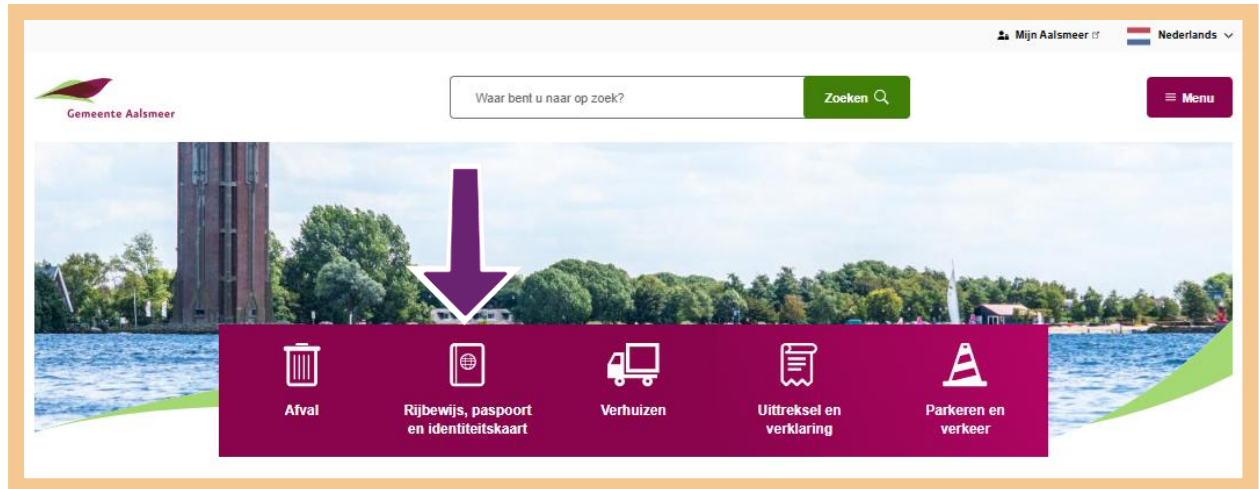 Mijn Aalsmeer
Nederlands
Gemeente Aalsmeer
Waar bent u naar op zoek?
Zoeken
Menu
Afval
Rijbewijs, paspoort
en identiteitskaart
Verhuizen
Uittreksel en
verklaring
Parkeren en
verkeer